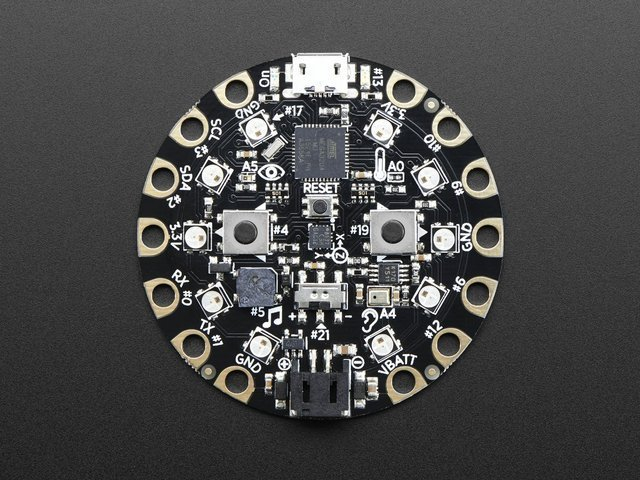 On
#13
GND
#17
3.3V
SCL
#3
#10
A5
A0
SDA
#2
#9
RESET
3.3V
#4
#19
GND
X
Y
Z
RX
#0
#6
TX
#1
#5
+
-
A4
#12
#21
GND
VBATT
+
-